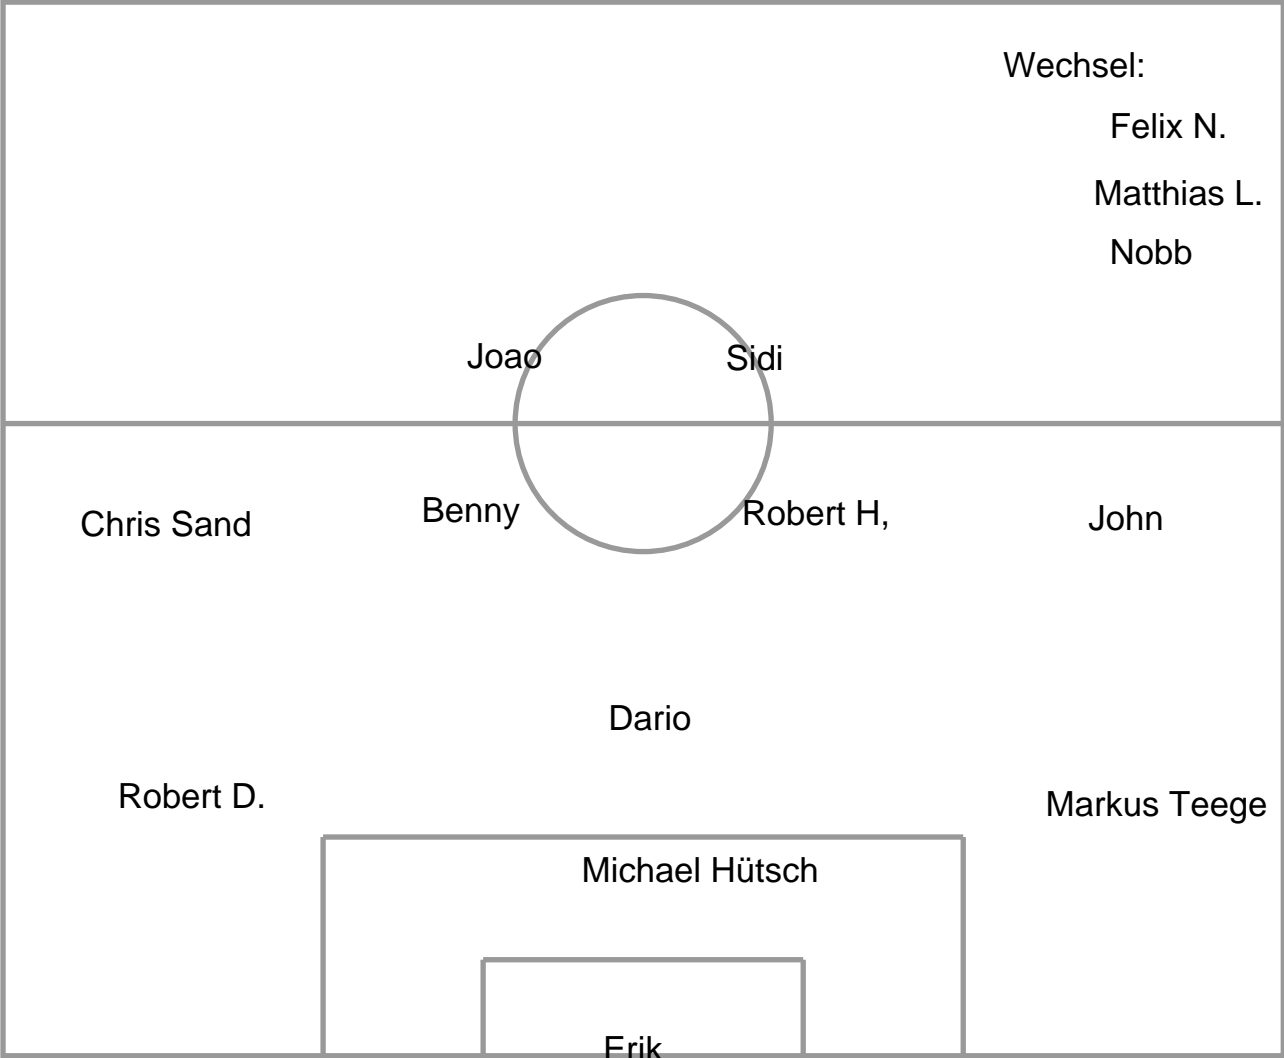 Wechsel:
Felix N.
Matthias L.
Nobb
Joao Sidi
Chris Sand Benny Robert H, John
Dario
Robert D. Markus Teege
Michael Hütsch
Erik